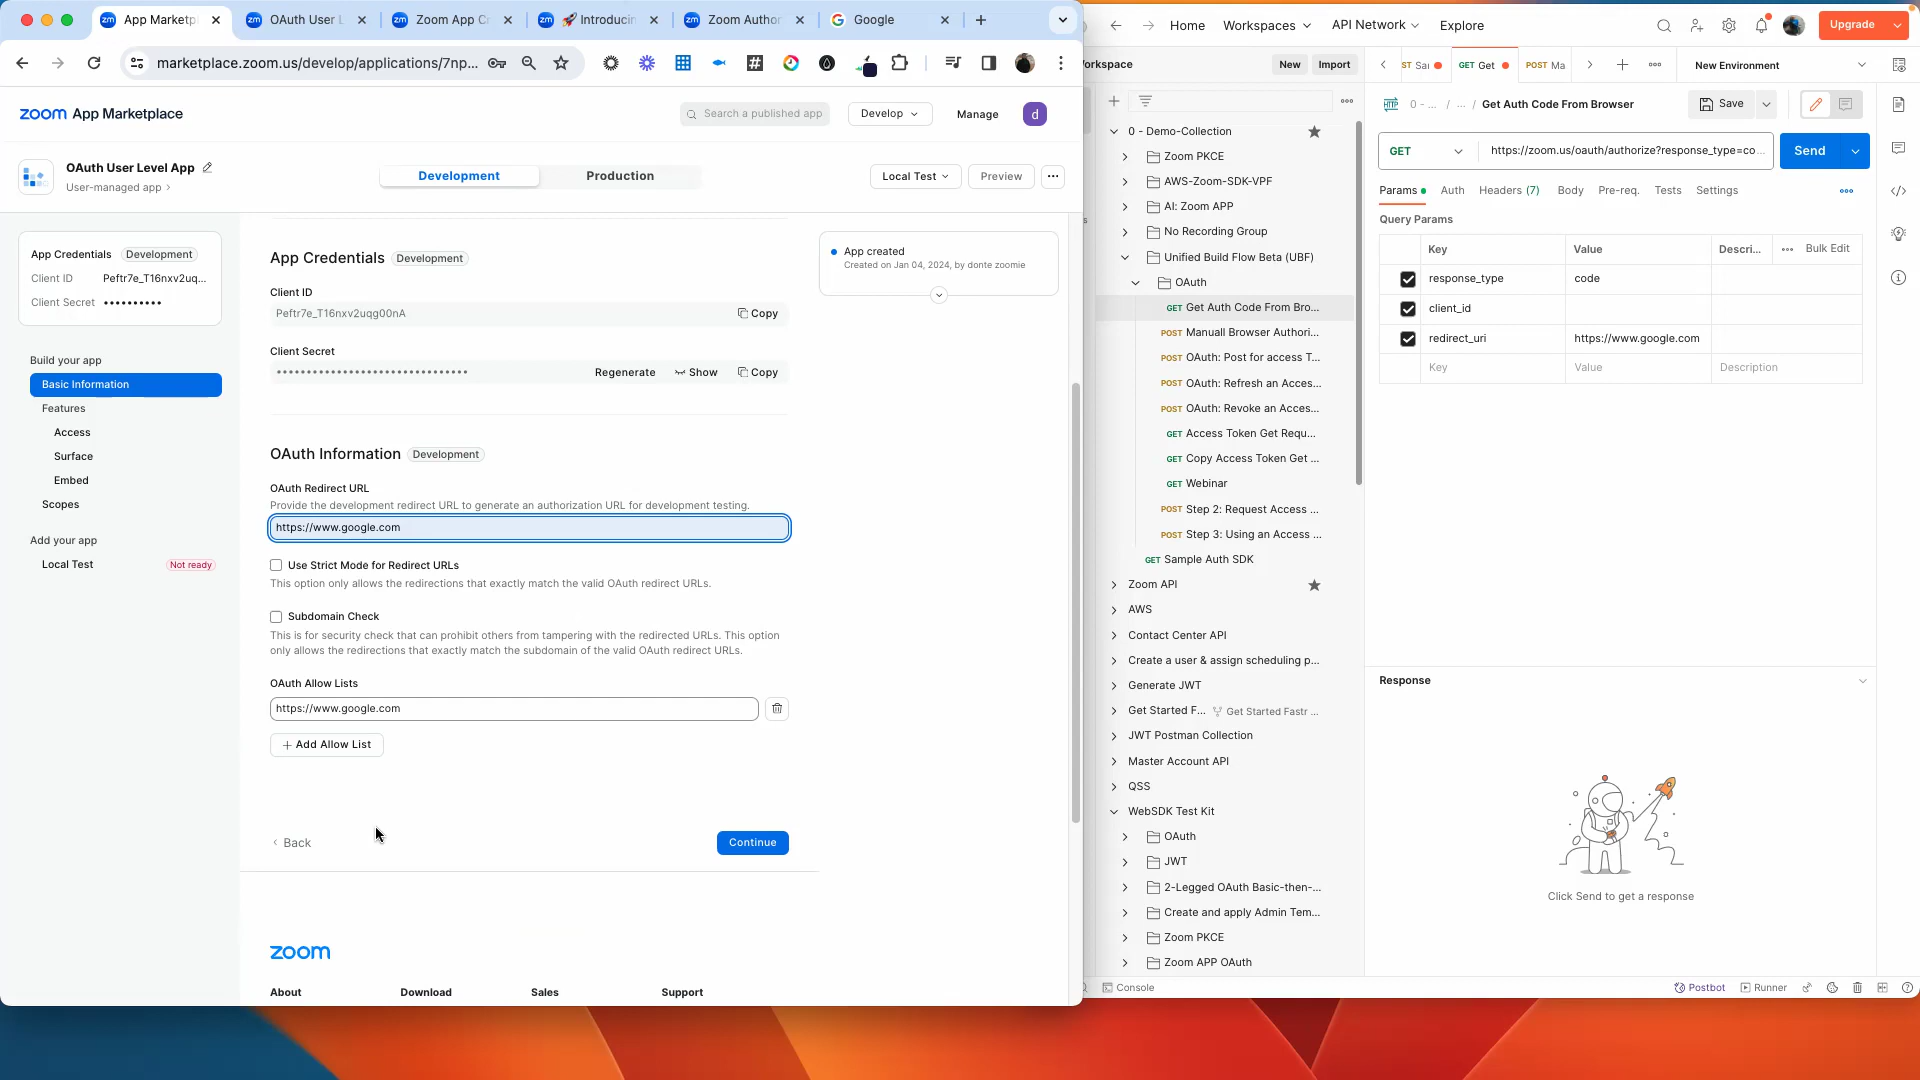 App Marketp
OAuth User L
Zoom App Cr
🚀 Introducin
Zoom Author
Google
marketplace.zoom.us/develop/applications/7np...
zoom App Marketplace
Search a published app
Develop
Manage
d
OAuth User Level App
User-managed app
Development
Production
Local Test
Preview
App Credentials
Development
Client ID
Peftr7e_T16nxv2uq...
Client Secret
••••••••••
Build your app
Basic Information
Features
Access
Surface
Embed
Scopes
Add your app
Local Test
Not ready
App Credentials
Development
Client ID
Peftr7e_T16nxv2uqg00nA
Copy
Client Secret
Regenerate
Show
Copy
OAuth Information
Development
OAuth Redirect URL
Provide the development redirect URL to generate an authorization URL for development testing.
https://www.google.com
Use Strict Mode for Redirect URLs
This option only allows the redirections that exactly match the valid OAuth redirect URLs.
Subdomain Check
This is for security check that can prohibit others from tampering with the redirected URLs. This option
only allows the redirections that exactly match the subdomain of the valid OAuth redirect URLs.
OAuth Allow Lists
https://www.google.com
Add Allow List
Back
Continue
App created
Created on Jan 04, 2024, by donte zoomie
zoom
About
Download
Sales
Support
Home
Workspaces
API Network
Explore
Upgrade
orkspace
New
Import
ST Sai
GET Get
POST Ma
New Environment
0 - Demo-Collection
Zoom PKCE
AWS-Zoom-SDK-VPF
AI: Zoom APP
No Recording Group
Unified Build Flow Beta (UBF)
OAuth
GET Get Auth Code From Bro...
POST Manuall Browser Authori...
POST OAuth: Post for access T...
POST OAuth: Refresh an Acces...
POST OAuth: Revoke an Acces...
GET Access Token Get Requ...
GET Copy Access Token Get ...
GET Webinar
POST Step 2: Request Access ...
POST Step 3: Using an Access ...
GET Sample Auth SDK
Zoom API
AWS
Contact Center API
Create a user & assign scheduling p...
Generate JWT
Get Started F...
Get Started Fastr ...
JWT Postman Collection
Master Account API
QSS
WebSDK Test Kit
OAuth
JWT
2-Legged OAuth Basic-then-...
Create and apply Admin Tem...
Zoom PKCE
Zoom APP OAuth
0 - ... / ... / Get Auth Code From Browser
Save
GET
https://zoom.us/oauth/authorize?response_type=co...
Send
Params
Auth
Headers (7)
Body
Pre-req.
Tests
Settings
Query Params
Key
Value
Descri...
Bulk Edit
response_type
code
client_id
redirect_uri
https://www.google.com
Key
Value
Description
Response
Click Send to get a response
Console
Postbot
Runner